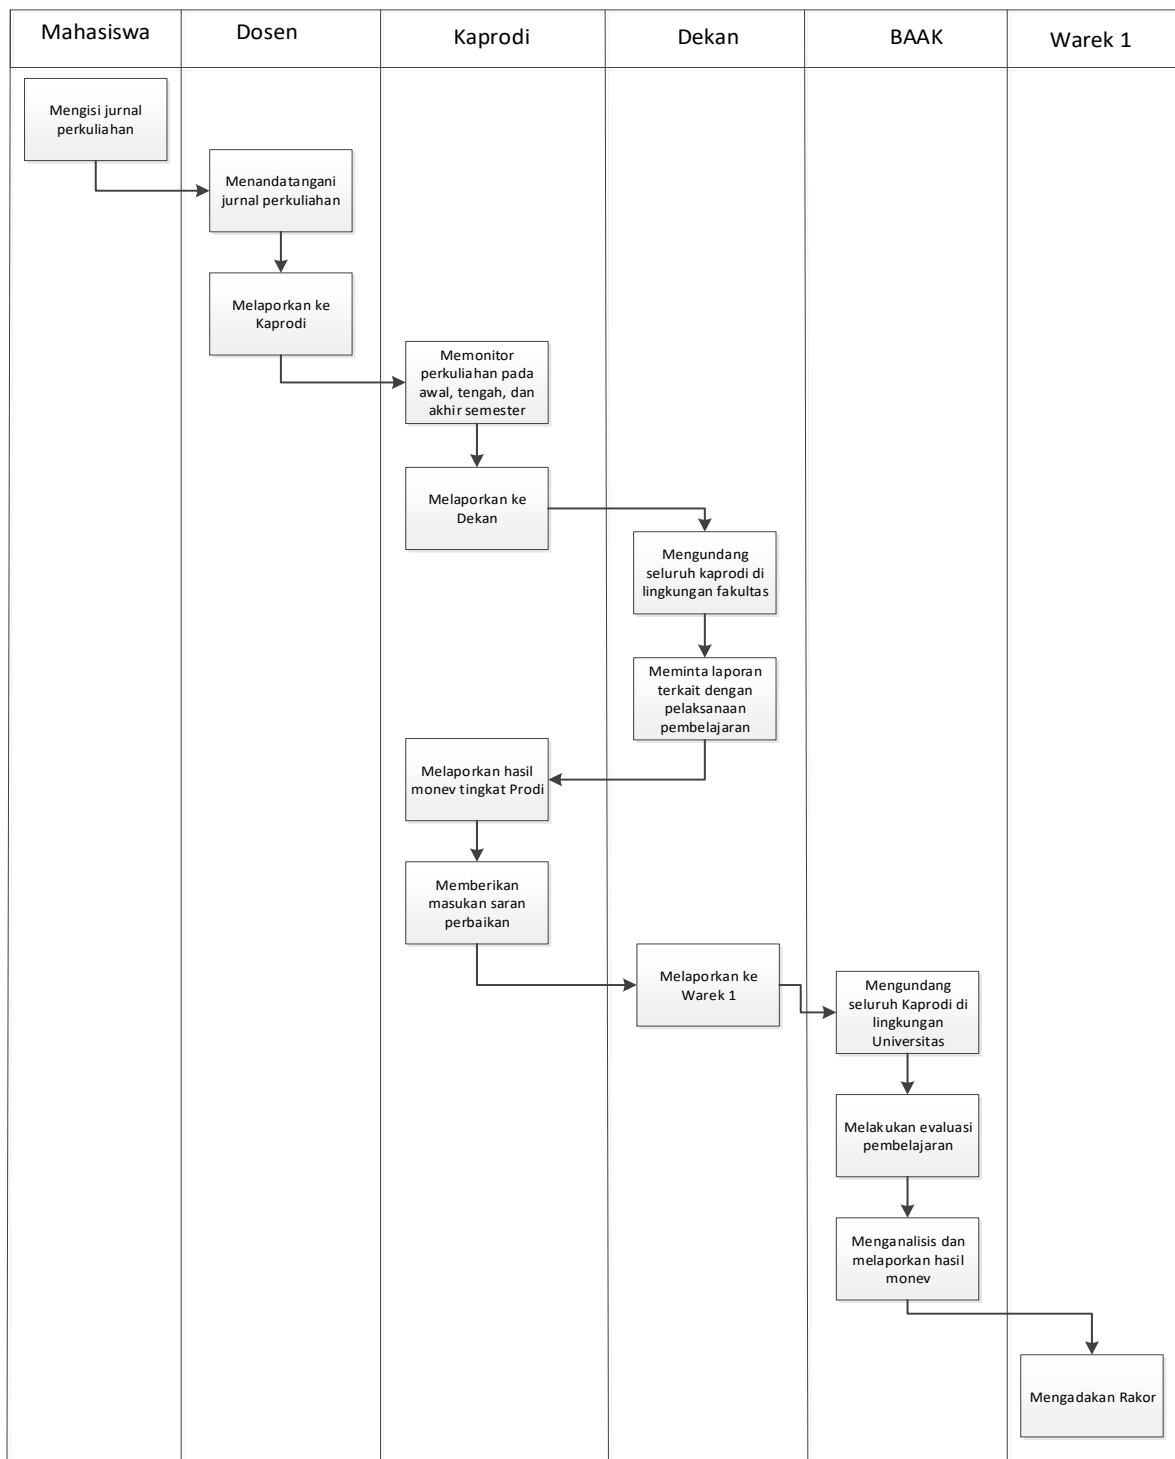 Mahasiswa
Dosen
Kaprodi
Dekan
BAAK
Warek 1
Mengisi jurnal
perkuliahan
Menandatangani
jurnal perkuliahan
Melaporkan ke
Kaprodi
Memonitor
perkuliahan pada
awal, tengah, dan
akhir semester
Melaporkan ke
Dekan
Mengundang
seluruh kaprodi di
lingkungan fakultas
Meminta laporan
terkait dengan
pelaksanaan
pembelajaran
Melaporkan hasil
monev tingkat Prodi
Memberikan
masukan saran
perbaikan
Melaporkan ke
Warek 1
Mengundang
seluruh Kaprodi di
lingkungan
Universitas
Melakukan evaluasi
pembelajaran
Menganalisis dan
melaporkan hasil
monev
Mengadakan Rakor